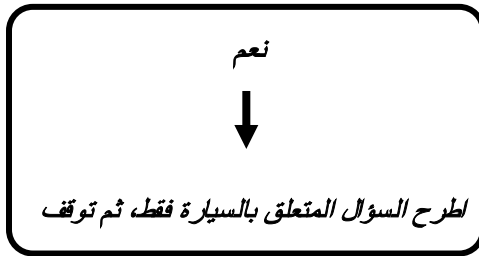 نعم
اطرح السؤال المتعلق بالسيارة فقط، ثم توقف